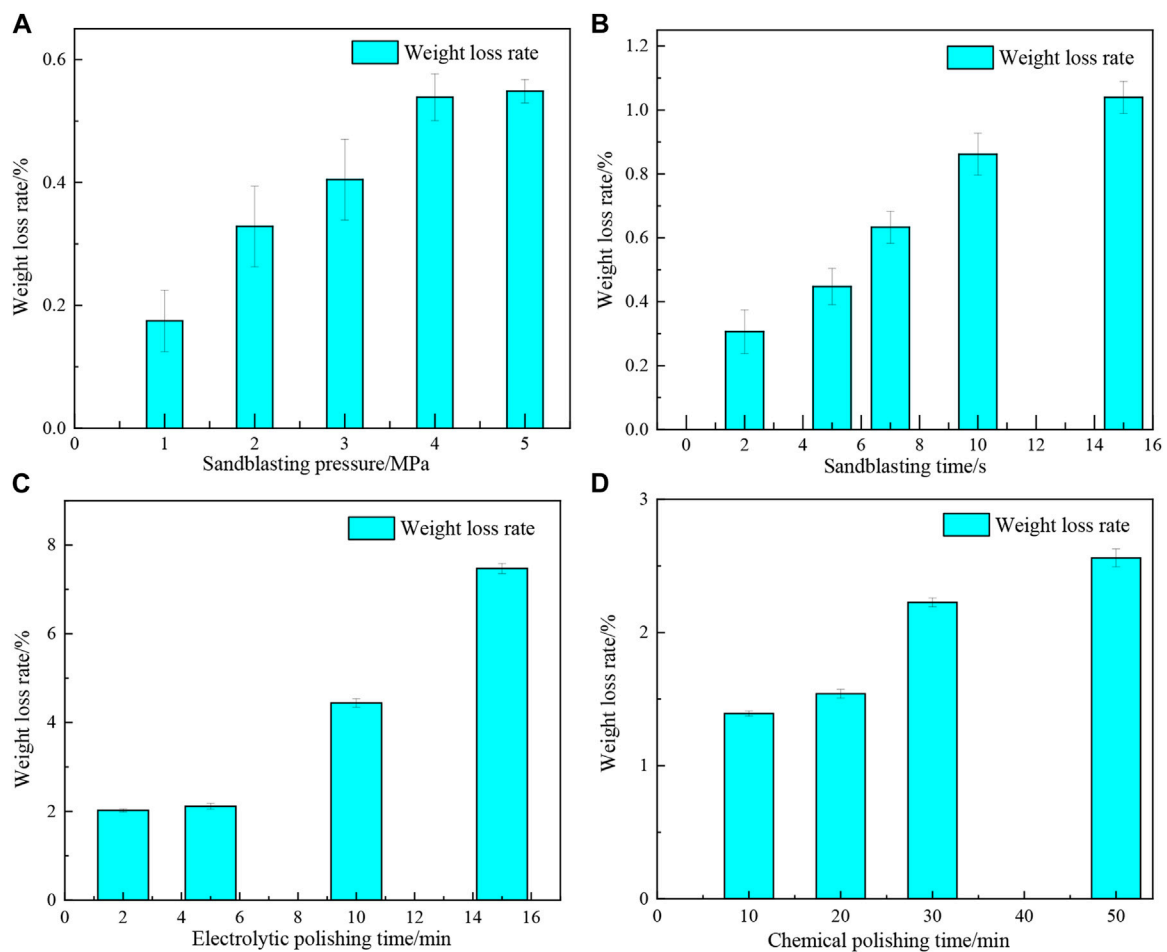 A
Weight loss rate
Weight loss rate/%
0.6
0.4
0.2
0.0
0 1 2 3 4 5
Sandblasting pressure/MPa
B
Weight loss rate
Weight loss rate/%
1.2
1.0
0.8
0.6
0.4
0.2
0.0
0 2 4 6 8 10 12 14 16
Sandblasting time/s
C
Weight loss rate
Weight loss rate/%
8
6
4
2
0
0 2 4 6 8 10 12 14 16
Electrolytic polishing time/min
D
Weight loss rate
Weight loss rate/%
3
2
1
0
0 10 20 30 40 50
Chemical polishing time/min